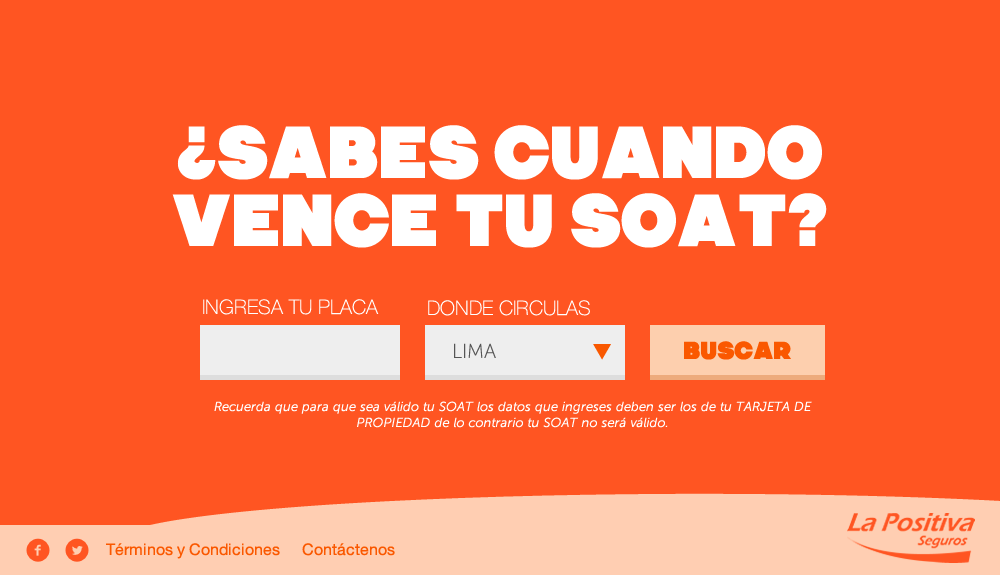 ¿SABES CUANDO
VENCE TU SOAT?
INGRESA TU PLACA
DONDE CIRCULAS
LIMA
BUSCAR
Recuerda que para que sea válido tu SOAT los datos que ingreses deben ser los de tu TARJETA DE
PROPIEDAD de lo contrario tu SOAT no será válido.
La Positiva
Seguros
Términos y Condiciones
Contáctenos